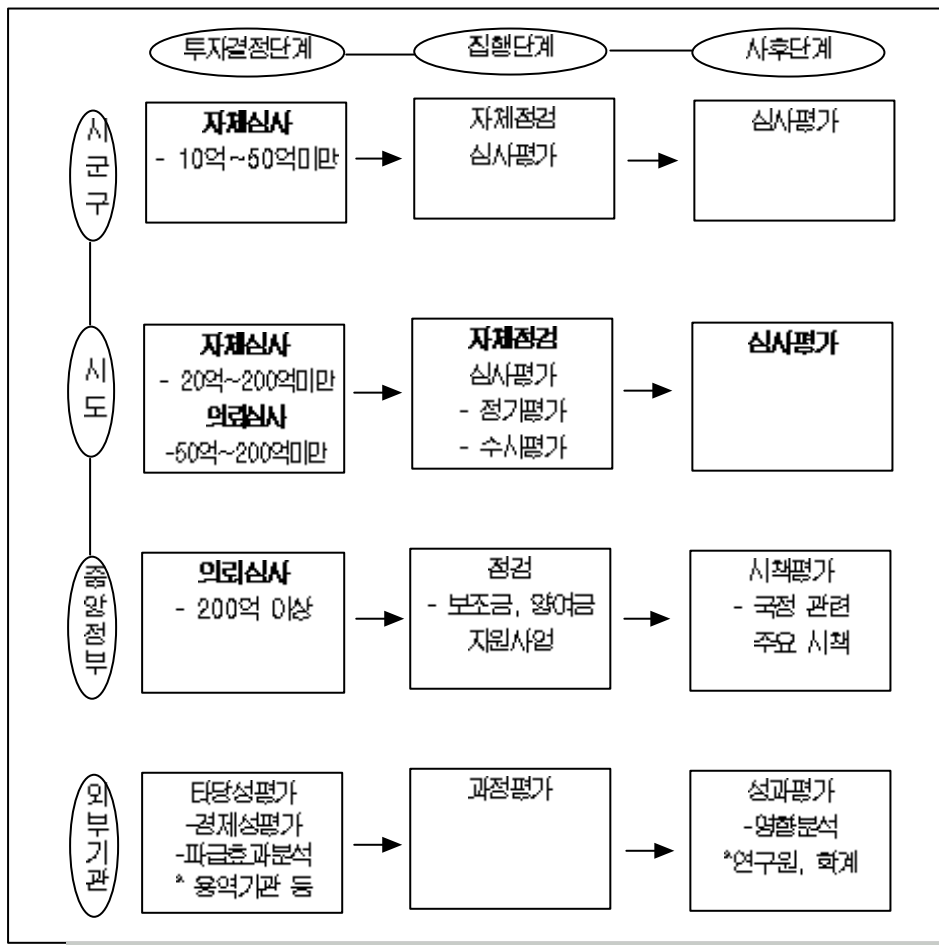 투자결정단계 집행단계 사후단계
시군구
자체심사
- 10억~50억미만
자체점검
심사평가
심사평가
시도
자체심사
- 20억~200억미만
의뢰심사
-50억~200억미만
자체점검
심사평가
- 정기평가
- 수시평가
심사평가
중앙정부
의뢰심사
- 200억 이상
점검
- 보조금, 양여금
지원사업
시책평가
- 국정 관련
주요 시책
외부기관
타당성평가
-경제성평가
-파급효과분석
* 용역기관 등
과정평가
성과평가
-영향분석
*연구원, 학계